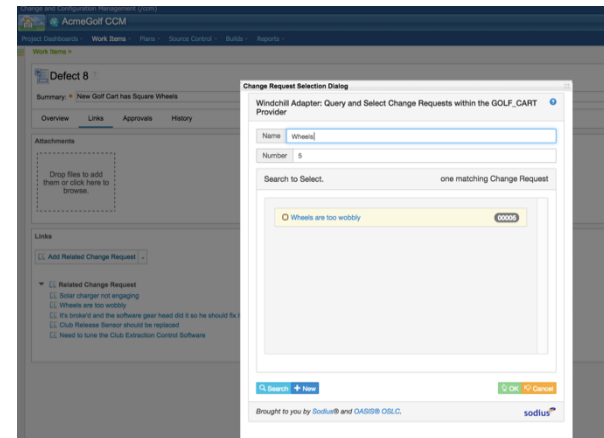 Change and Configuration Management (/ccm)
AcmeGolf CCM
Project Dashboards Work Items Plans Source Control Builds Reports
Work Items »
Defect 8
Summary: * New Golf Cart has Square Wheels
Overview Links Approvals History
Attachments
Drop files to add
them or click here to
browse.
Links
Add Related Change Request
Related Change Request
Solar charger not engaging
Wheels are too wobbly
It's broke'd and the software gear head did it so he should fix i
Club Release Sensor should be replaced
Need to tune the Club Extraction Control Software
Change Request Selection Dialog
Windchill Adapter: Query and Select Change Requests within the GOLF_CART
Provider
Name Wheels
Number 5
Search to Select. one matching Change Request
Wheels are too wobbly 00005
Search + New OK Cancel
Brought to you by Sodius® and OASIS® OSLC. sodius